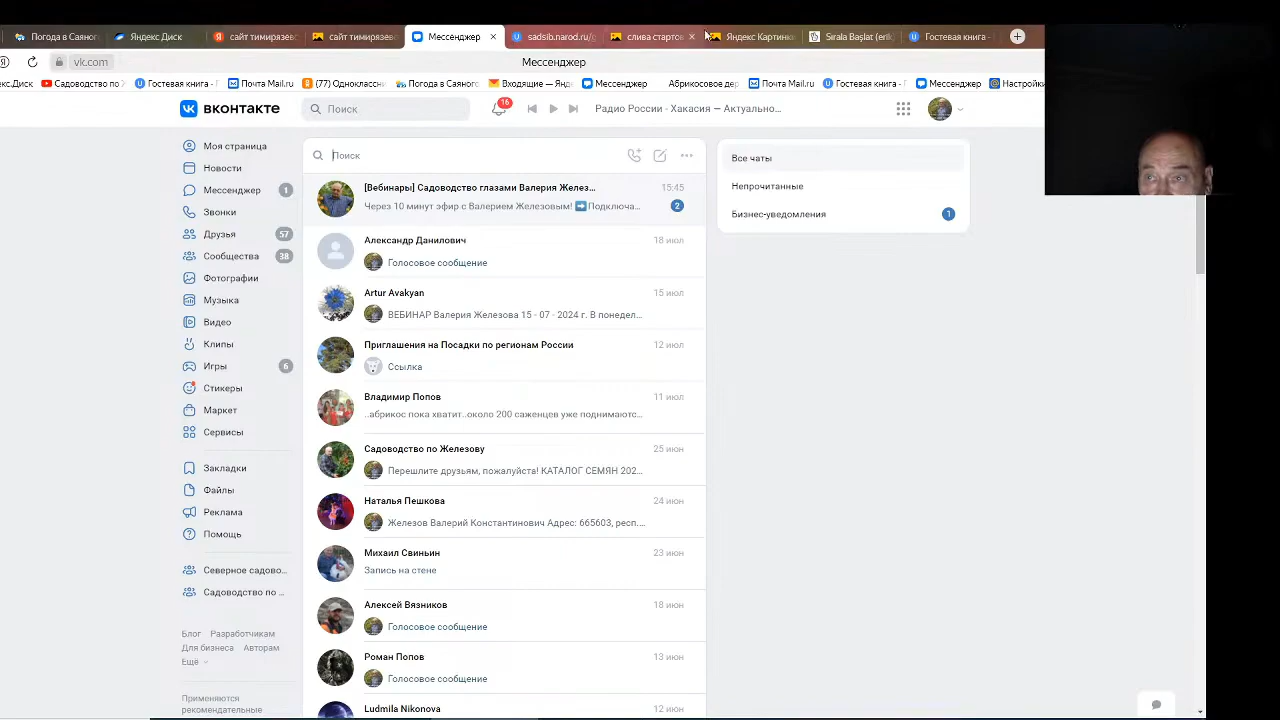 Погода в Саяног
Яндекс Диск
сайт тимирязев
сайт тимирязев
Мессенджер
sadsib.narod.ru/g
слива стартов
Яндекс Картинк
Sırala Başlat (erik
Гостевая книга -
vk.com
Мессенджер
кс.Диск
Садоводство по
Гостевая книга - Г
Почта Mail.ru
(77) Одноклассн
Погода в Саяног
Входящие — Янд
Мессенджер
Абрикосовое дер
Почта Mail.ru
Гостевая книга - Г
Мессенджер
Настройки
вконтакте
Поиск
16
Радио России - Хакасия — Актуально...
Моя страница
Новости
Мессенджер 1
Звонки
Друзья 57
Сообщества 38
Фотографии
Музыка
Видео
Клипы
Игры 6
Стикеры
Маркет
Сервисы
Закладки
Файлы
Реклама
Помощь
Северное садово...
Садоводство по ...
Блог Разработчикам
Для бизнеса Авторам
Ещё
Применяются
рекомендательные
Поиск
[Вебинары] Садоводство глазами Валерия Желез... 15:45
Через 10 минут эфир с Валерием Железовым! ➡Подключа... 2
Александр Данилович 18 июл
Голосовое сообщение
Artur Avakyan 15 июл
ВЕБИНАР Валерия Железова 15 - 07 - 2024 г. В понедел...
Приглашения на Посадки по регионам России 12 июл
Ссылка
Владимир Попов 11 июл
..абрикос пока хватит..около 200 саженцев уже поднимаютс...
Садоводство по Железову 25 июн
Перешлите друзьям, пожалуйста! КАТАЛОГ СЕМЯН 202...
Наталья Пешкова 24 июн
Железов Валерий Константинович Адрес: 665603, респ....
Михаил Свиньин 23 июн
Запись на стене
Алексей Вязников 18 июн
Голосовое сообщение
Роман Попов 13 июн
Голосовое сообщение
Ludmila Nikonova 12 июн
Все чаты
Непрочитанные
Бизнес-уведомления 1